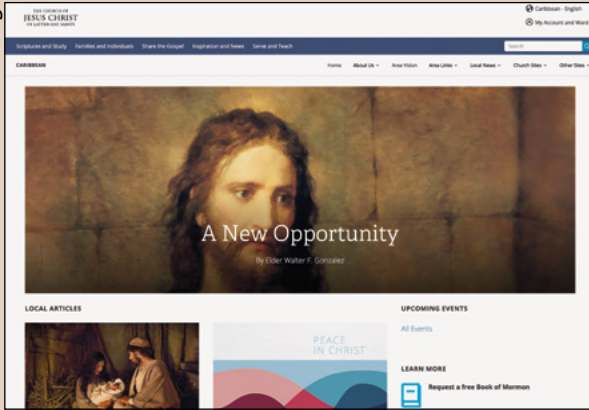 THE CHURCH OF
JESUS CHRIST
OF LATTER-DAY SAINTS
Caribbean - English
My Account and Ward
Scriptures and Study Families and Individuals Share the Gospel Inspiration and News Serve and Teach
Search
CARIBBEAN Home About Us Area Vision Area Links Local News Church Sites Other Sites
A New Opportunity
By Elder Walter F. Gonzalez
LOCAL ARTICLES
UPCOMING EVENTS
All Events
PEACE
IN CHRIST
LEARN MORE
Request a free Book of Mormon